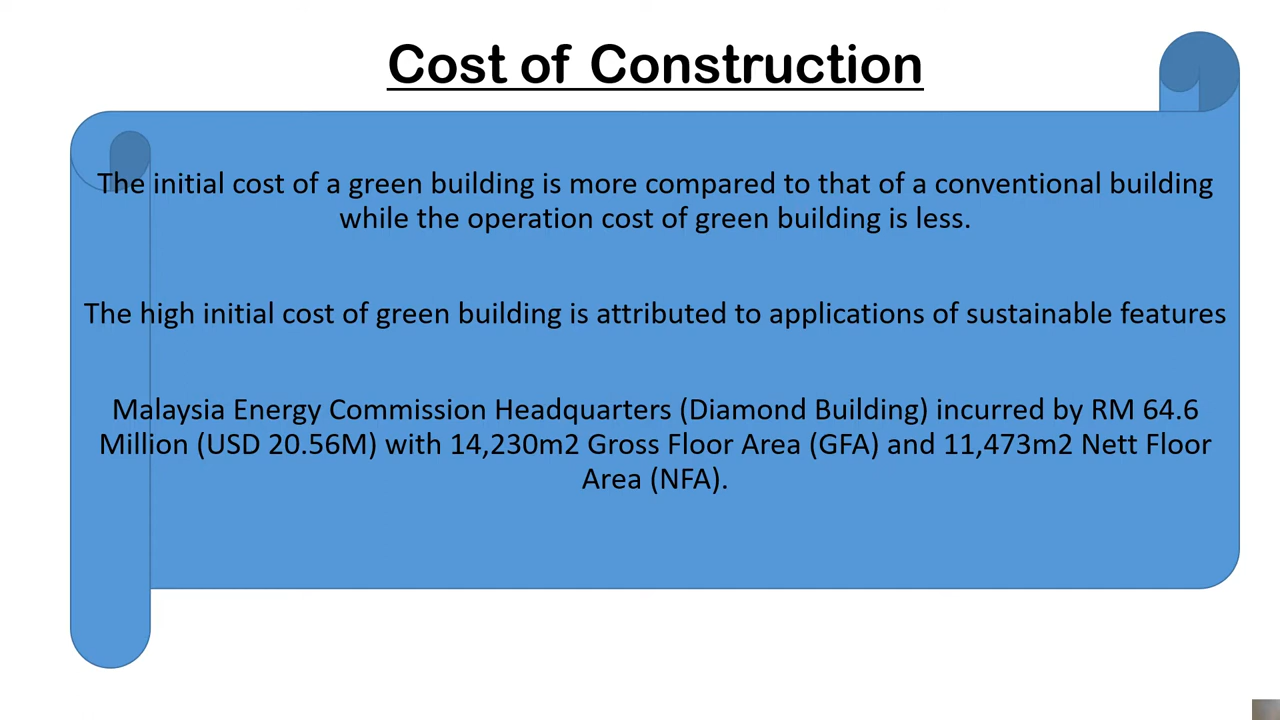 Cost of Construction
The initial cost of a green building is more compared to that of a conventional building
while the operation cost of green building is less.
The high initial cost of green building is attributed to applications of sustainable features
Malaysia Energy Commission Headquarters (Diamond Building) incurred by RM 64.6
Million (USD 20.56M) with 14,230m2 Gross Floor Area (GFA) and 11,473m2 Nett Floor
Area (NFA).